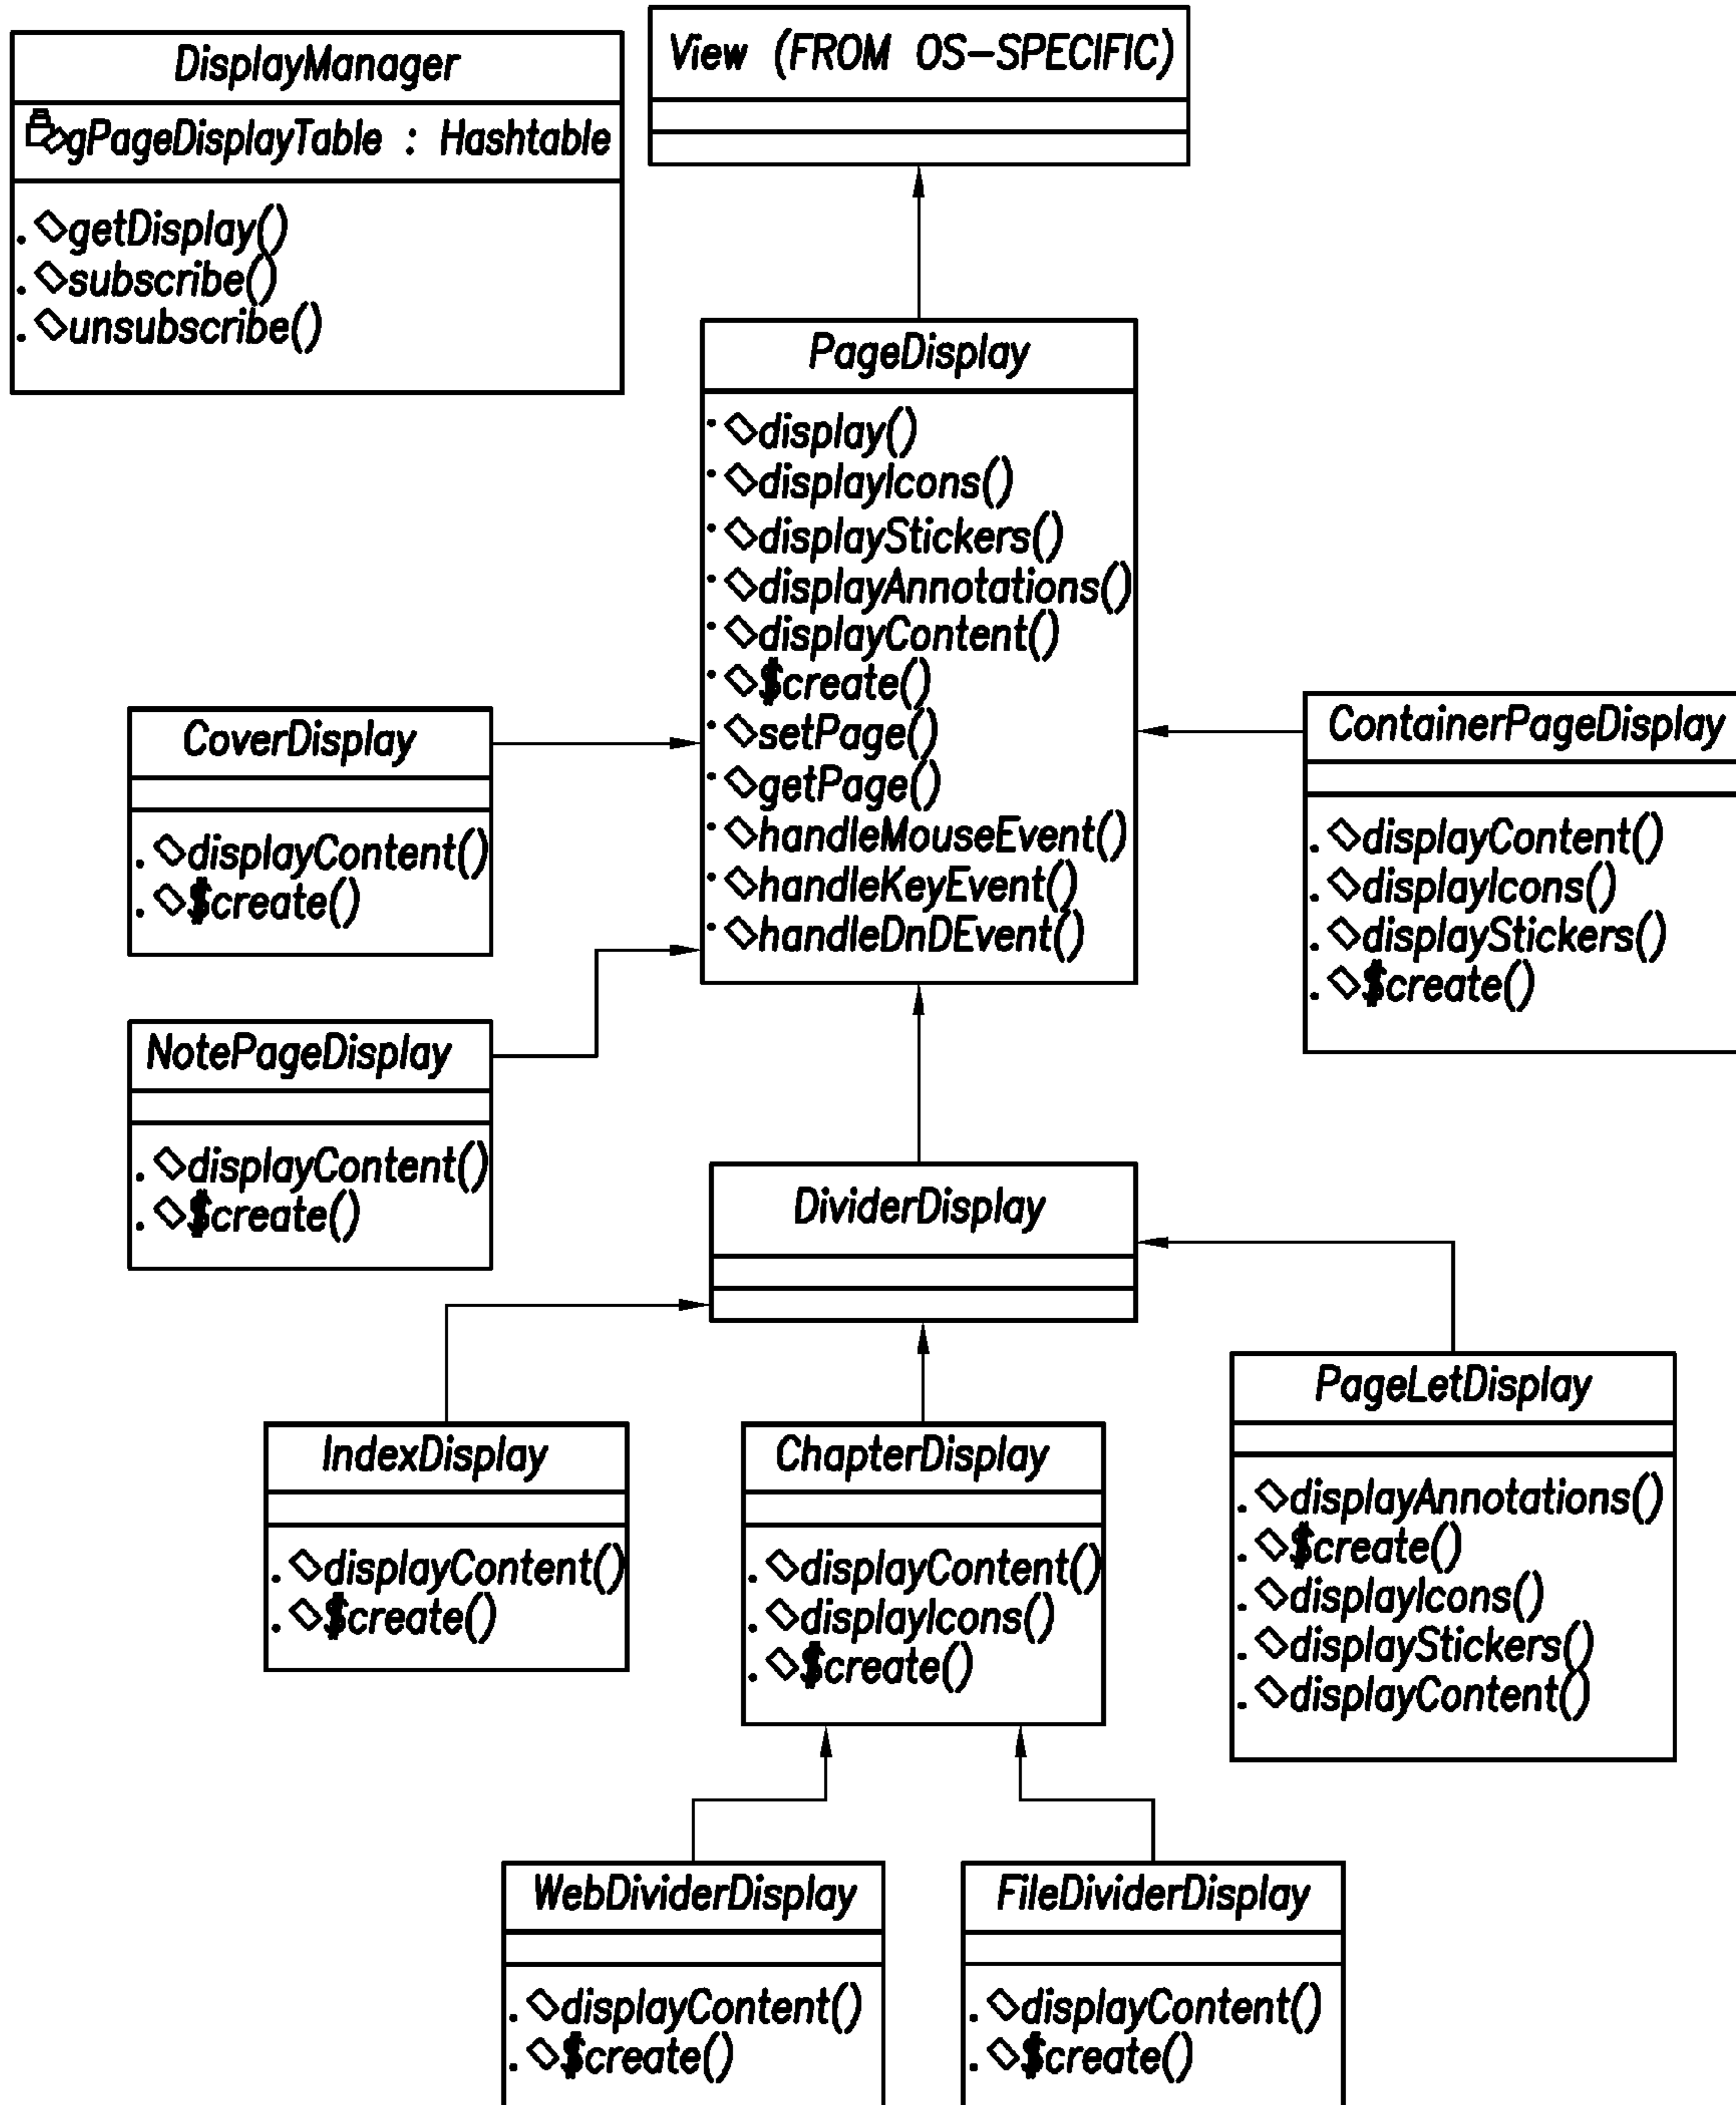 DisplayManager
gPageDisplayTable : Hashtable
. getDisplay()
. subscribe()
. unsubscribe()
View (FROM OS-SPECIFIC)
PageDisplay
display()
displayIcons()
displayStickers()
displayAnnotations()
displayContent()
$create()
setPage()
getPage()
handleMouseEvent()
handleKeyEvent()
handleDnDEvent()
CoverDisplay
. displayContent()
. $create()
ContainerPageDisplay
. displayContent()
. displayIcons()
. displayStickers()
. $create()
NotePageDisplay
. displayContent()
. $create()
DividerDisplay
IndexDisplay
. displayContent()
. $create()
ChapterDisplay
. displayContent()
. displayIcons()
. $create()
PageLetDisplay
. displayAnnotations()
. $create()
. displayIcons()
. displayStickers()
. displayContent()
WebDividerDisplay
. displayContent()
. $create()
FileDividerDisplay
. displayContent()
. $create()